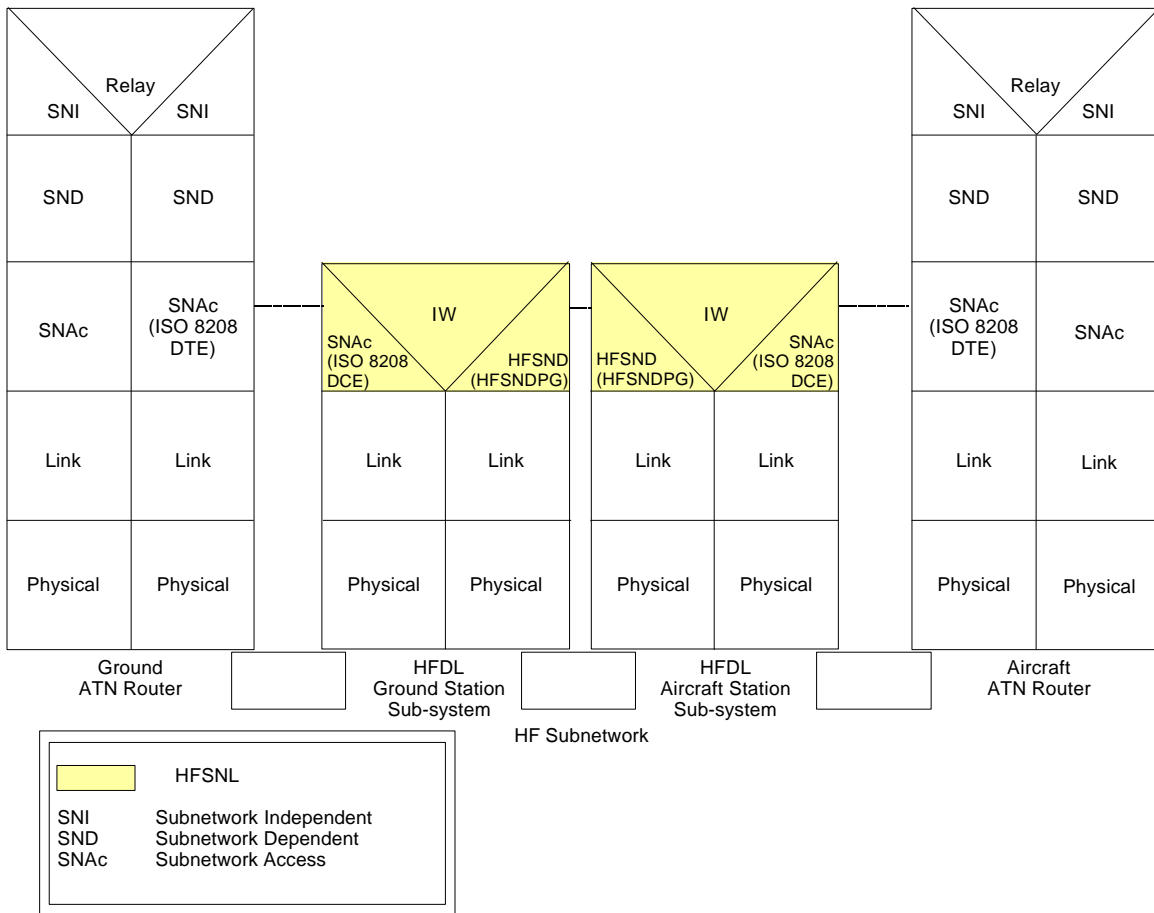 Relay
SNI
SNI
SND
SND
SNAc
SNAc
(ISO 8208
DTE)
Link
Link
Physical
Physical
Ground
ATN Router
IW
SNAc
(ISO 8208
DCE)
HFSND
(HFSNDPG)
Link
Link
Physical
Physical
HFDL
Ground Station
Sub-system
IW
HFSND
(HFSNDPG)
SNAc
(ISO 8208
DCE)
Link
Link
Physical
Physical
HFDL
Aircraft Station
Sub-system
Relay
SNI
SNI
SND
SND
SNAc
(ISO 8208
DTE)
SNAc
Link
Link
Physical
Physical
Aircraft
ATN Router
HF Subnetwork
HFSNL
SNI Subnetwork Independent
SND Subnetwork Dependent
SNAc Subnetwork Access